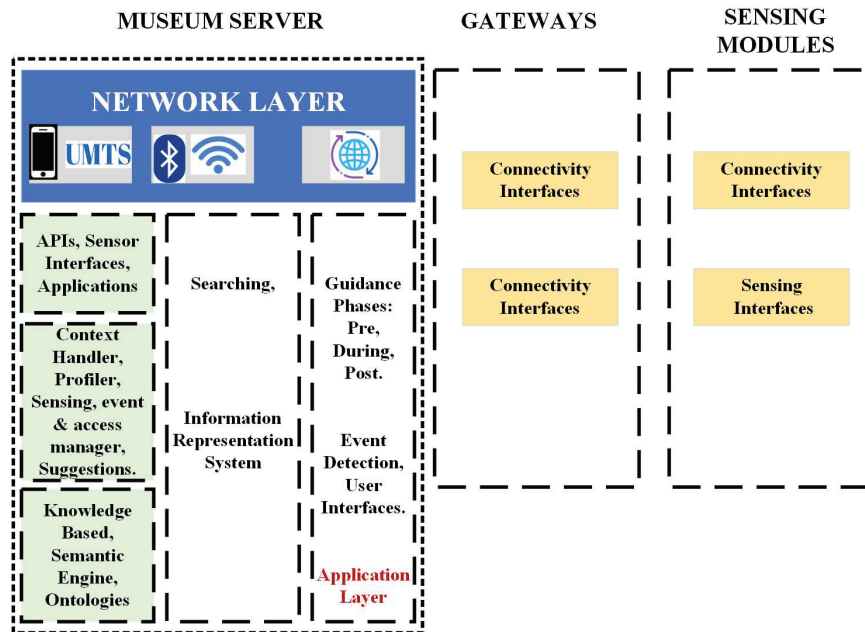 MUSEUM SERVER
GATEWAYS
SENSING
MODULES
NETWORK LAYER
UMTS
APIs, Sensor
Interfaces,
Applications
Context
Handler,
Profiler,
Sensing, event
& access
manager,
Suggestions.
Knowledge
Based,
Semantic
Engine,
Ontologies
Searching,
Information
Representation
System
Guidance
Phases:
Pre,
During,
Post.
Event
Detection,
User
Interfaces.
Application
Layer
Connectivity
Interfaces
Connectivity
Interfaces
Connectivity
Interfaces
Sensing
Interfaces